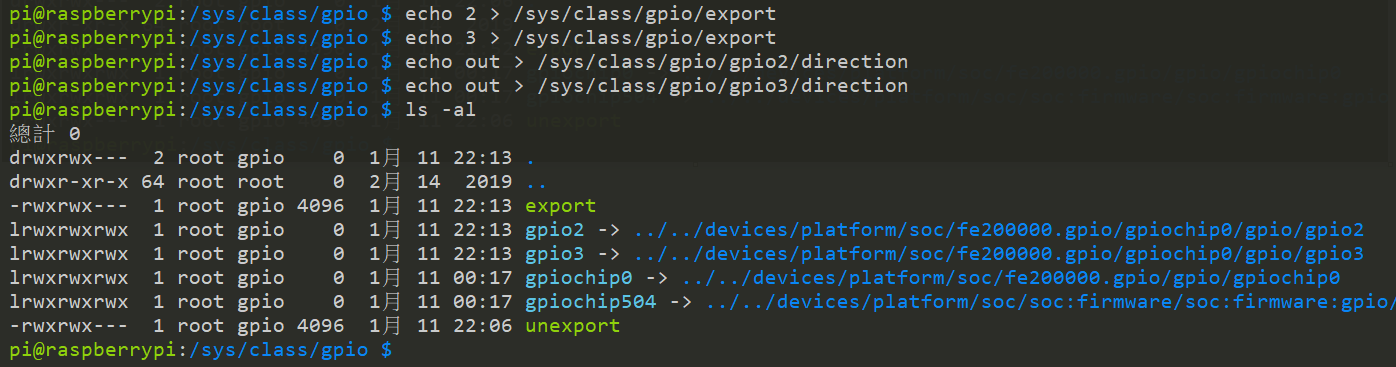 pi@raspberrypi:/sys/class/gpio $ echo 2 > /sys/class/gpio/export
pi@raspberrypi:/sys/class/gpio $ echo 3 > /sys/class/gpio/export
pi@raspberrypi:/sys/class/gpio $ echo out > /sys/class/gpio/gpio2/direction
pi@raspberrypi:/sys/class/gpio $ echo out > /sys/class/gpio/gpio3/direction
pi@raspberrypi:/sys/class/gpio $ ls -al
總計 0
drwxrwx---  2 root gpio    0  1月 11 22:13 .
drwxr-xr-x 64 root root    0  2月 14  2019 ..
-rwxrwx---  1 root gpio 4096  1月 11 22:13 export
lrwxrwxrwx  1 root gpio    0  1月 11 22:13 gpio2 -> ../../devices/platform/soc/fe200000.gpio/gpiochip0/gpio/gpio2
lrwxrwxrwx  1 root gpio    0  1月 11 22:13 gpio3 -> ../../devices/platform/soc/fe200000.gpio/gpiochip0/gpio/gpio3
lrwxrwxrwx  1 root gpio    0  1月 11 00:17 gpiochip0 -> ../../devices/platform/soc/fe200000.gpio/gpio/gpiochip0
lrwxrwxrwx  1 root gpio    0  1月 11 00:17 gpiochip504 -> ../../devices/platform/soc/soc:firmware/soc:firmware:gpio/
-rwxrwx---  1 root gpio 4096  1月 11 22:06 unexport
pi@raspberrypi:/sys/class/gpio $